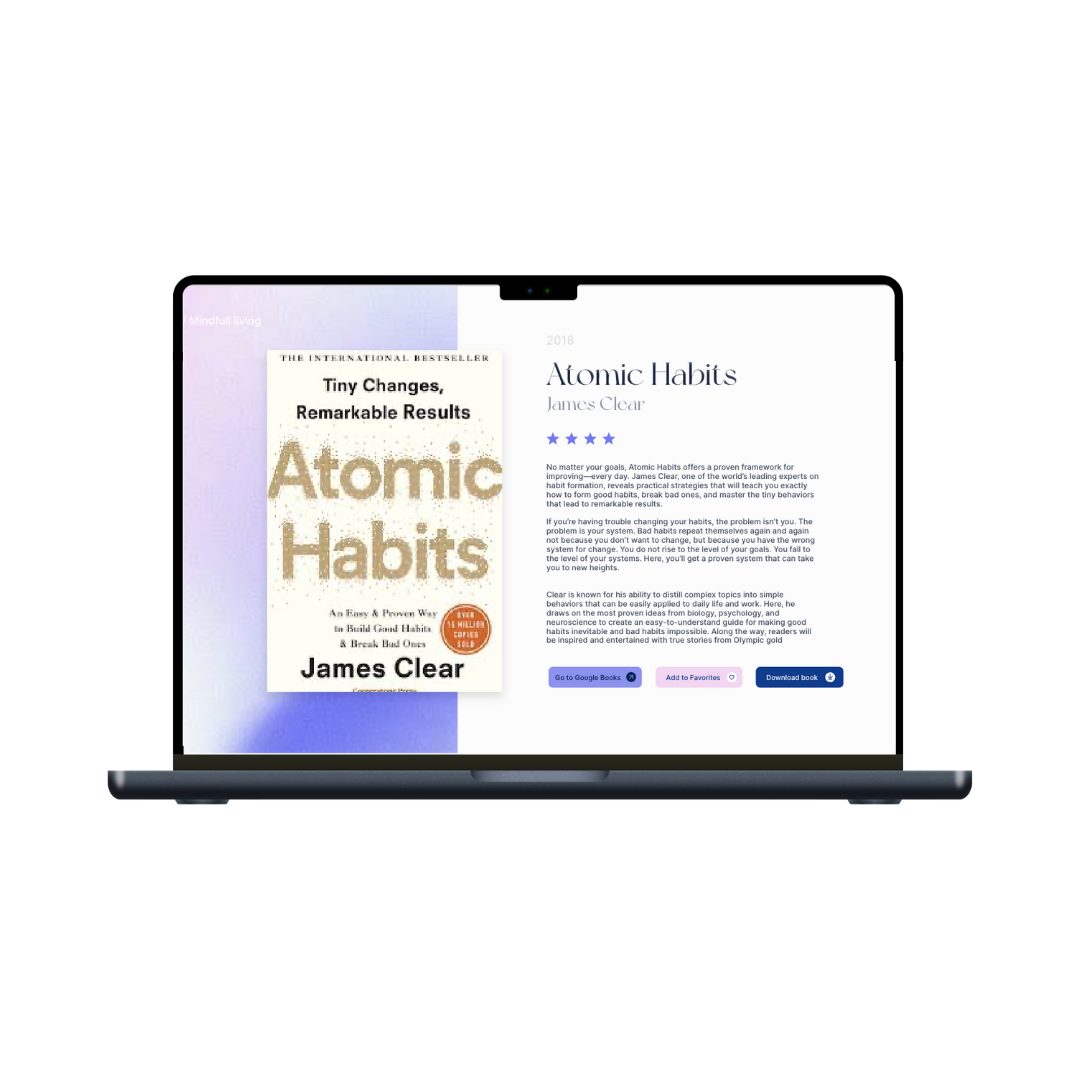 Mindfull living
THE INTERNATIONAL BESTSELLER
Tiny Changes,
Remarkable Results
Atomic
Habits
An Easy & Proven Way
to Build Good Habits
& Break Bad Ones
OVER
15 MILLION
COPIES
SOLD
James Clear
Cornerstone Press
2018
Atomic Habits
James Clear
No matter your goals, Atomic Habits offers a proven framework for
improving—every day. James Clear, one of the world's leading experts on
habit formation, reveals practical strategies that will teach you exactly
how to form good habits, break bad ones, and master the tiny behaviors
that lead to remarkable results.
If you're having trouble changing your habits, the problem isn't you. The
problem is your system. Bad habits repeat themselves again and again
not because you don't want to change, but because you have the wrong
system for change. You do not rise to the level of your goals. You fall to
the level of your systems. Here, you'll get a proven system that can take
you to new heights.
Clear is known for his ability to distill complex topics into simple
behaviors that can be easily applied to daily life and work. Here, he
draws on the most proven ideas from biology, psychology, and
neuroscience to create an easy-to-understand guide for making good
habits inevitable and bad habits impossible. Along the way, readers will
be inspired and entertained with true stories from Olympic gold
Go to Google Books
Add to Favorites
Download book